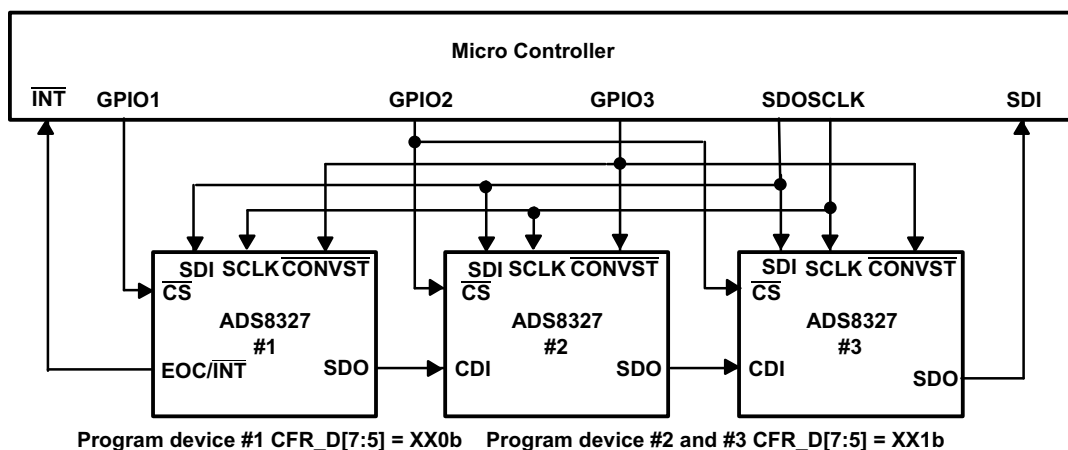 Micro Controller
INT GPIO1 GPIO2 GPIO3 SDOSCLK SDI
SDI SCLK CONVST SDI SCLK CONVST SDI SCLK CONVST
CS CS CS
ADS8327 ADS8327 ADS8327
#1 #2 #3
EOC/INT SDO CDI SDO CDI SDO
Program device #1 CFR_D[7:5] = XX0b Program device #2 and #3 CFR_D[7:5] = XX1b